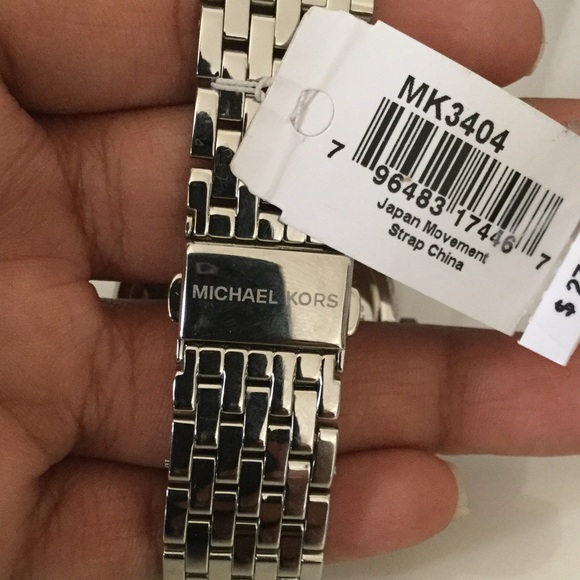 MK3404
7 96483 17446 7
Japan Movement
Strap China
MICHAEL KORS